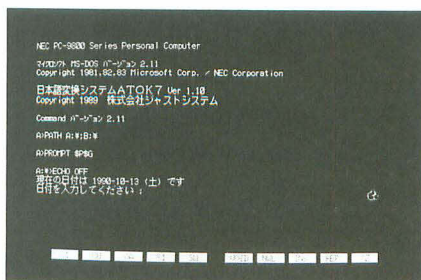 NEC PC-9800 Series Personal Computer
マイクロソフト MS-DOS バージョン 2.11
Copyright 1981,82,83 Microsoft Corp. / NEC Corporation
日本語変換システムATOK7 Ver 1.10
Copyright 1989 株式会社ジャストシステム
Command バージョン 2.11
A>PATH A:¥;B:¥
A>PROMPT $P$G
A:¥>ECHO OFF
現在の日付は 1990-10-13 (土) です
日付を入力してください: